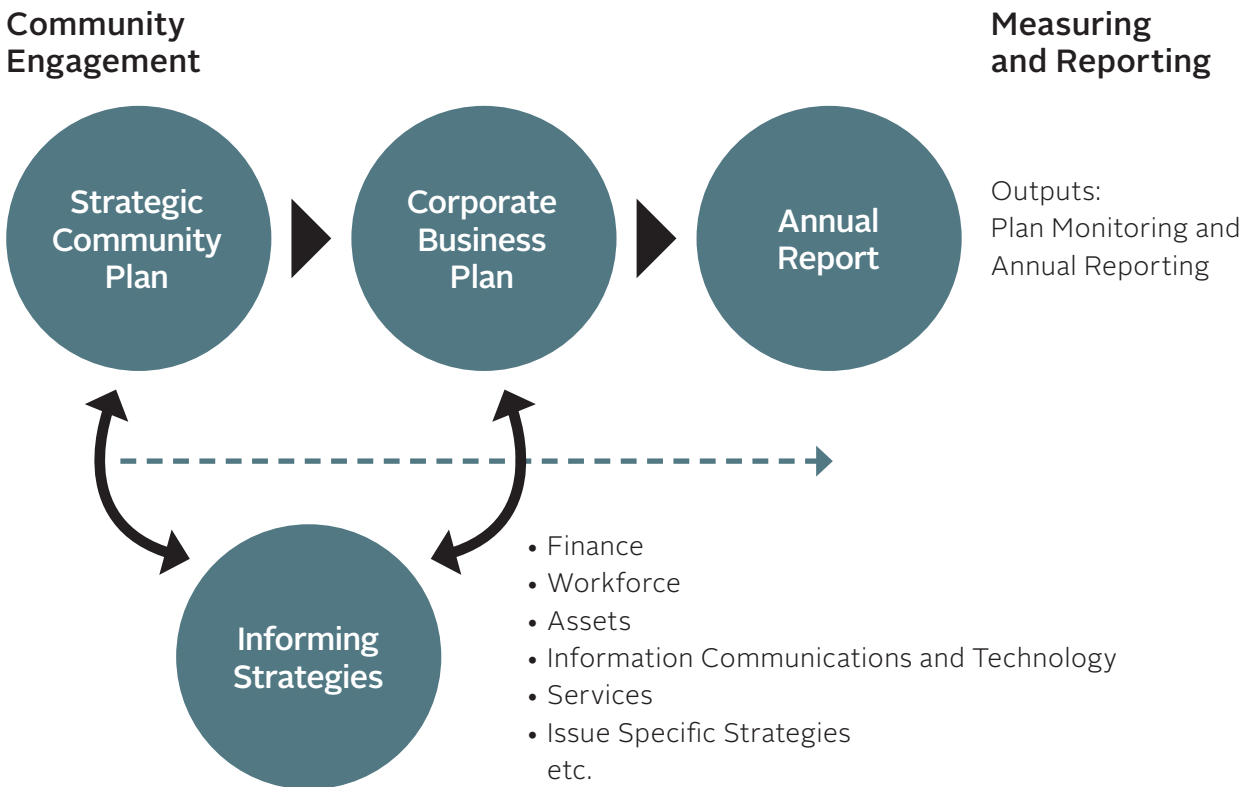 Community
Engagement
Measuring
and Reporting
Strategic
Community
Plan
Corporate
Business
Plan
Annual
Report
Outputs:
Plan Monitoring and
Annual Reporting
Informing
Strategies
• Finance
• Workforce
• Assets
• Information Communications and Technology
• Services
• Issue Specific Strategies
etc.